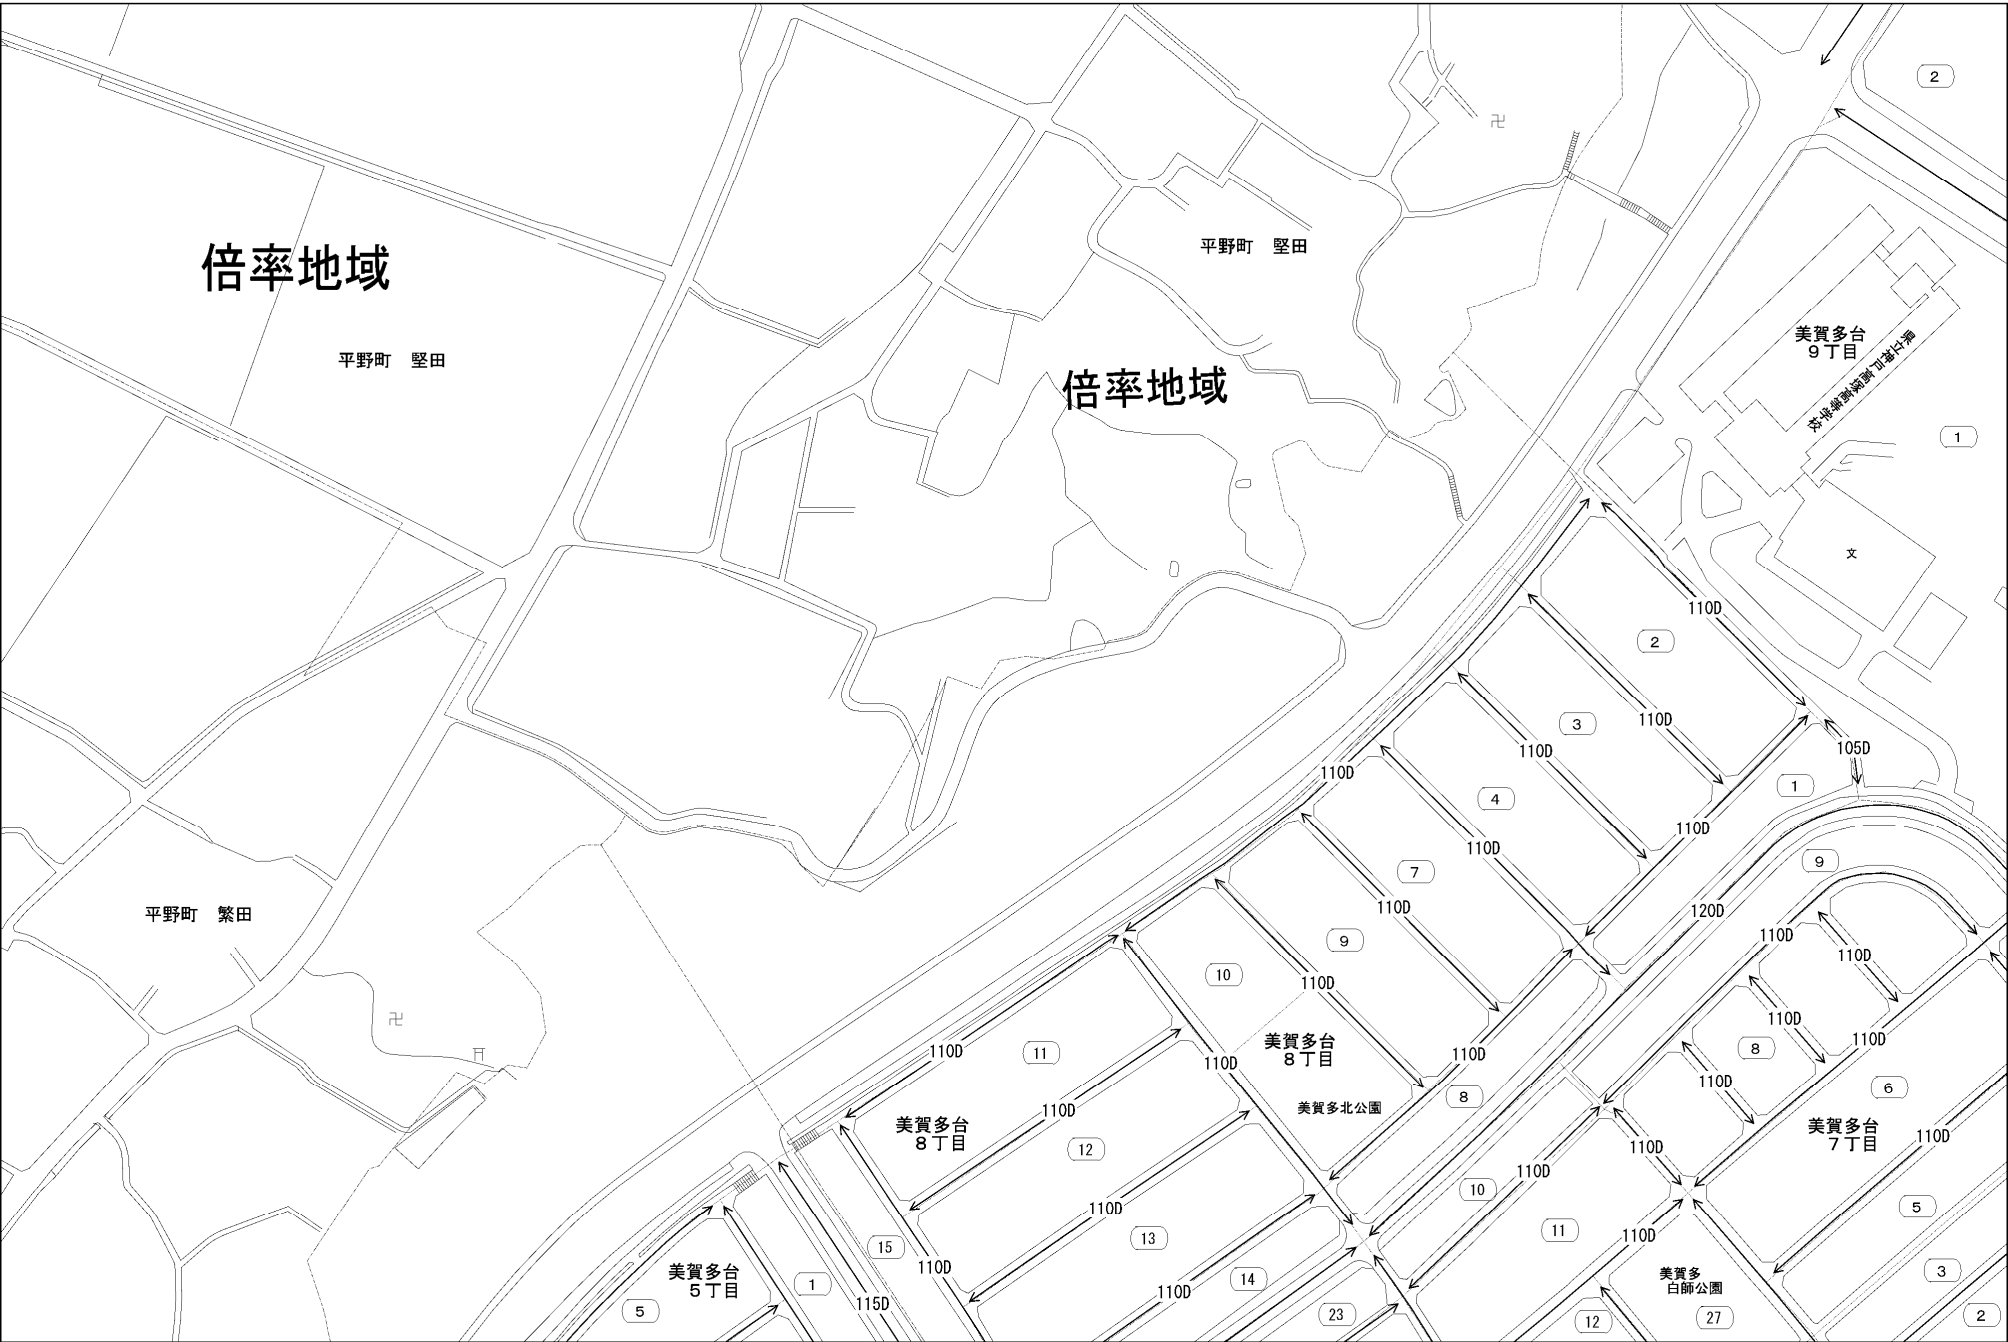 2
平野町　堅田
倍率地域
美賀多台
９丁目
県立神戸高塚高等学校
平野町　堅田
倍率地域
1
文
110D
2
110D
3
110D
105D
110D
1
4
110D
110D
9
7
110D
120D
平野町　繁田
110D
9
110D
10
110D
110D
美賀多台
８丁目
110D
8
110D
110D
11
110D
110D
6
8
110D
美賀多北公園
110D
美賀多台
８丁目
美賀多台
７丁目
110D
12
110D
110D
10
110D
5
110D
13
11
110D
15
110D
美賀多台
５丁目
3
14
美賀多
白師公園
1
110D
115D
5
23
12
27
2